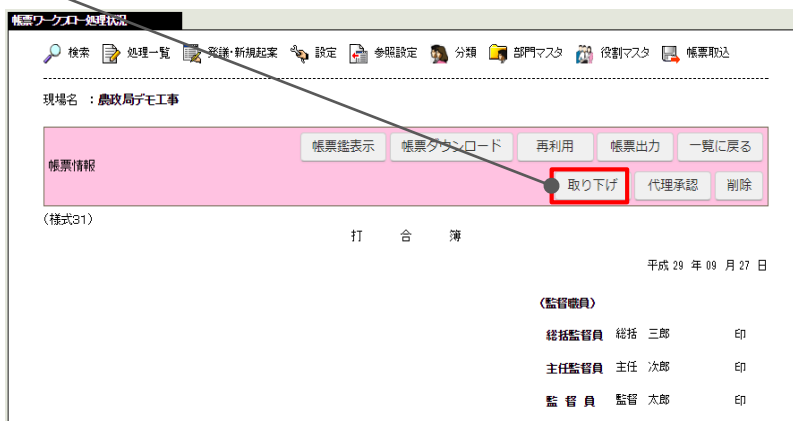 帳票ワークフロー処理状況
検索 処理一覧 発議・新規起案 設定 参照設定 分類 部門マスタ 役割マスタ 帳票取込
現場名 ：農政局デモ工事
帳票鑑表示 帳票ダウンロード 再利用 帳票出力 一覧に戻る
帳票情報
取り下げ 代理承認 削除
(様式31)
打 合 簿
平成 29 年 09 月 27 日
(監督職員)
総括監督員 総括 三郎 印
主任監督員 主任 次郎 印
監 督 員 監督 太郎 印